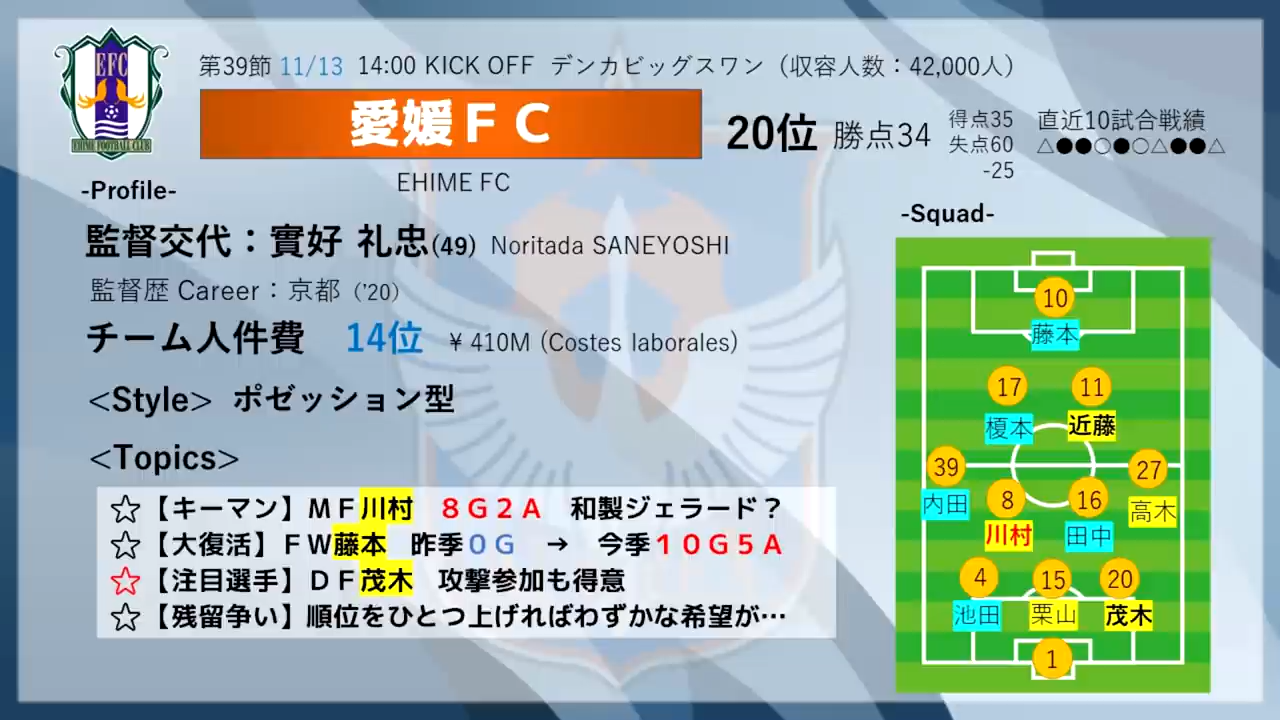 EFC
EHIME FOOTBALL CLUB
第39節 11/13 14:00 KICK OFF デンカビッグスワン（収容人数：42,000人）
愛媛ＦＣ
EHIME FC
20位 勝点34
得点35
失点60
-25
直近10試合戦績
△●●○●○△●●△
-Profile-
監督交代：實好 礼忠(49) Noritada SANEYOSHI
監督歴 Career：京都（'20）
チーム人件費 14位 ￥410M (Costes laborales)
<Style> ポゼッション型
<Topics>
☆【キーマン】ＭＦ川村 ８Ｇ２Ａ 和製ジェラード？
☆【大復活】ＦＷ藤本 昨季０Ｇ → 今季１０Ｇ５Ａ
☆【注目選手】ＤＦ茂木 攻撃参加も得意
☆【残留争い】順位をひとつ上げればわずかな希望が…
-Squad-
10
藤本
17 11
榎本 近藤
39 27
内田 高木
8 16
川村 田中
4 15 20
池田 栗山 茂木
1